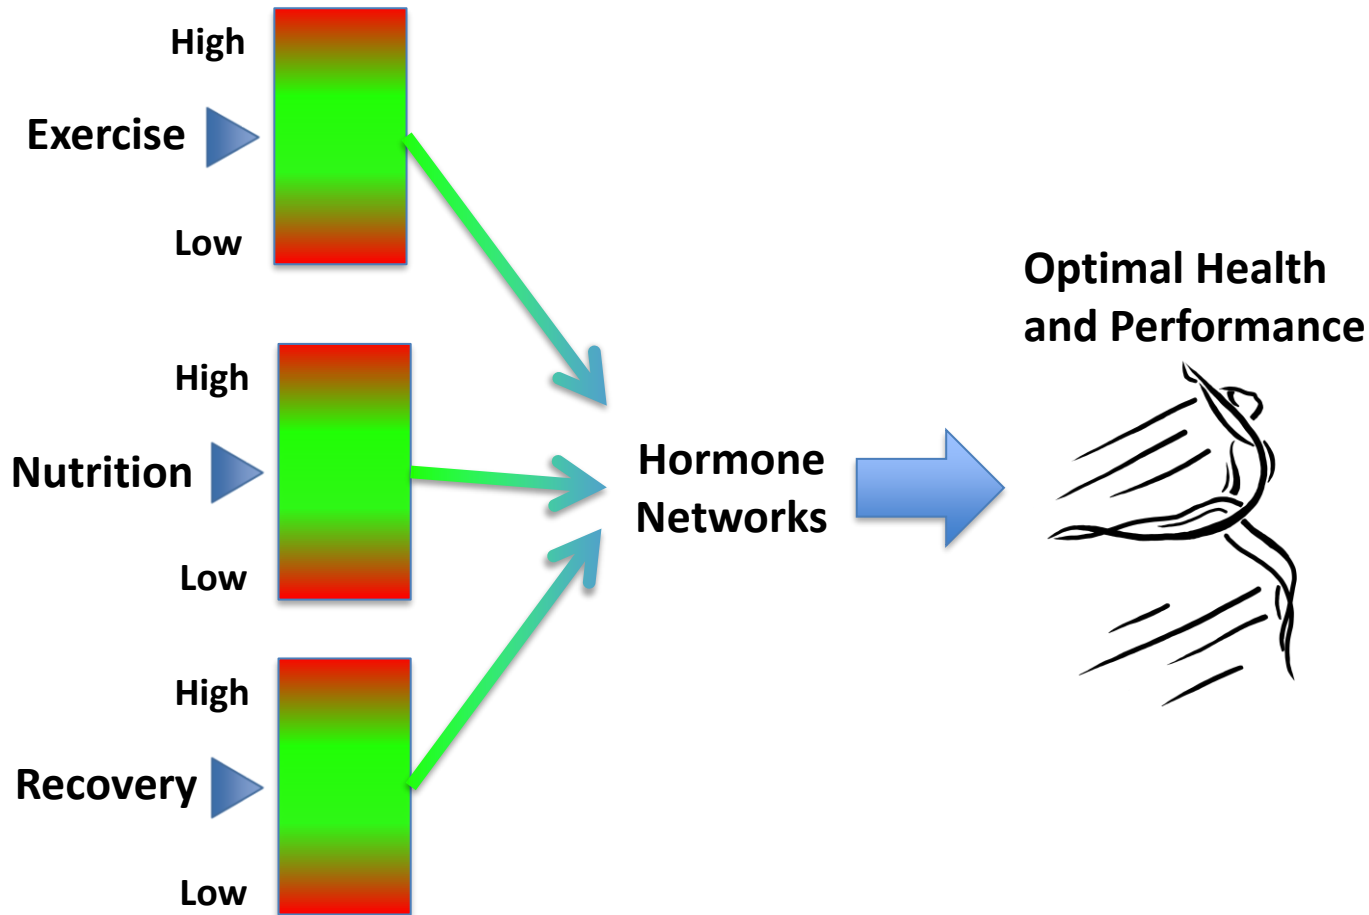 High
Exercise
Low
High
Nutrition
Low
High
Recovery
Low
Hormone
Networks
Optimal Health
and Performance